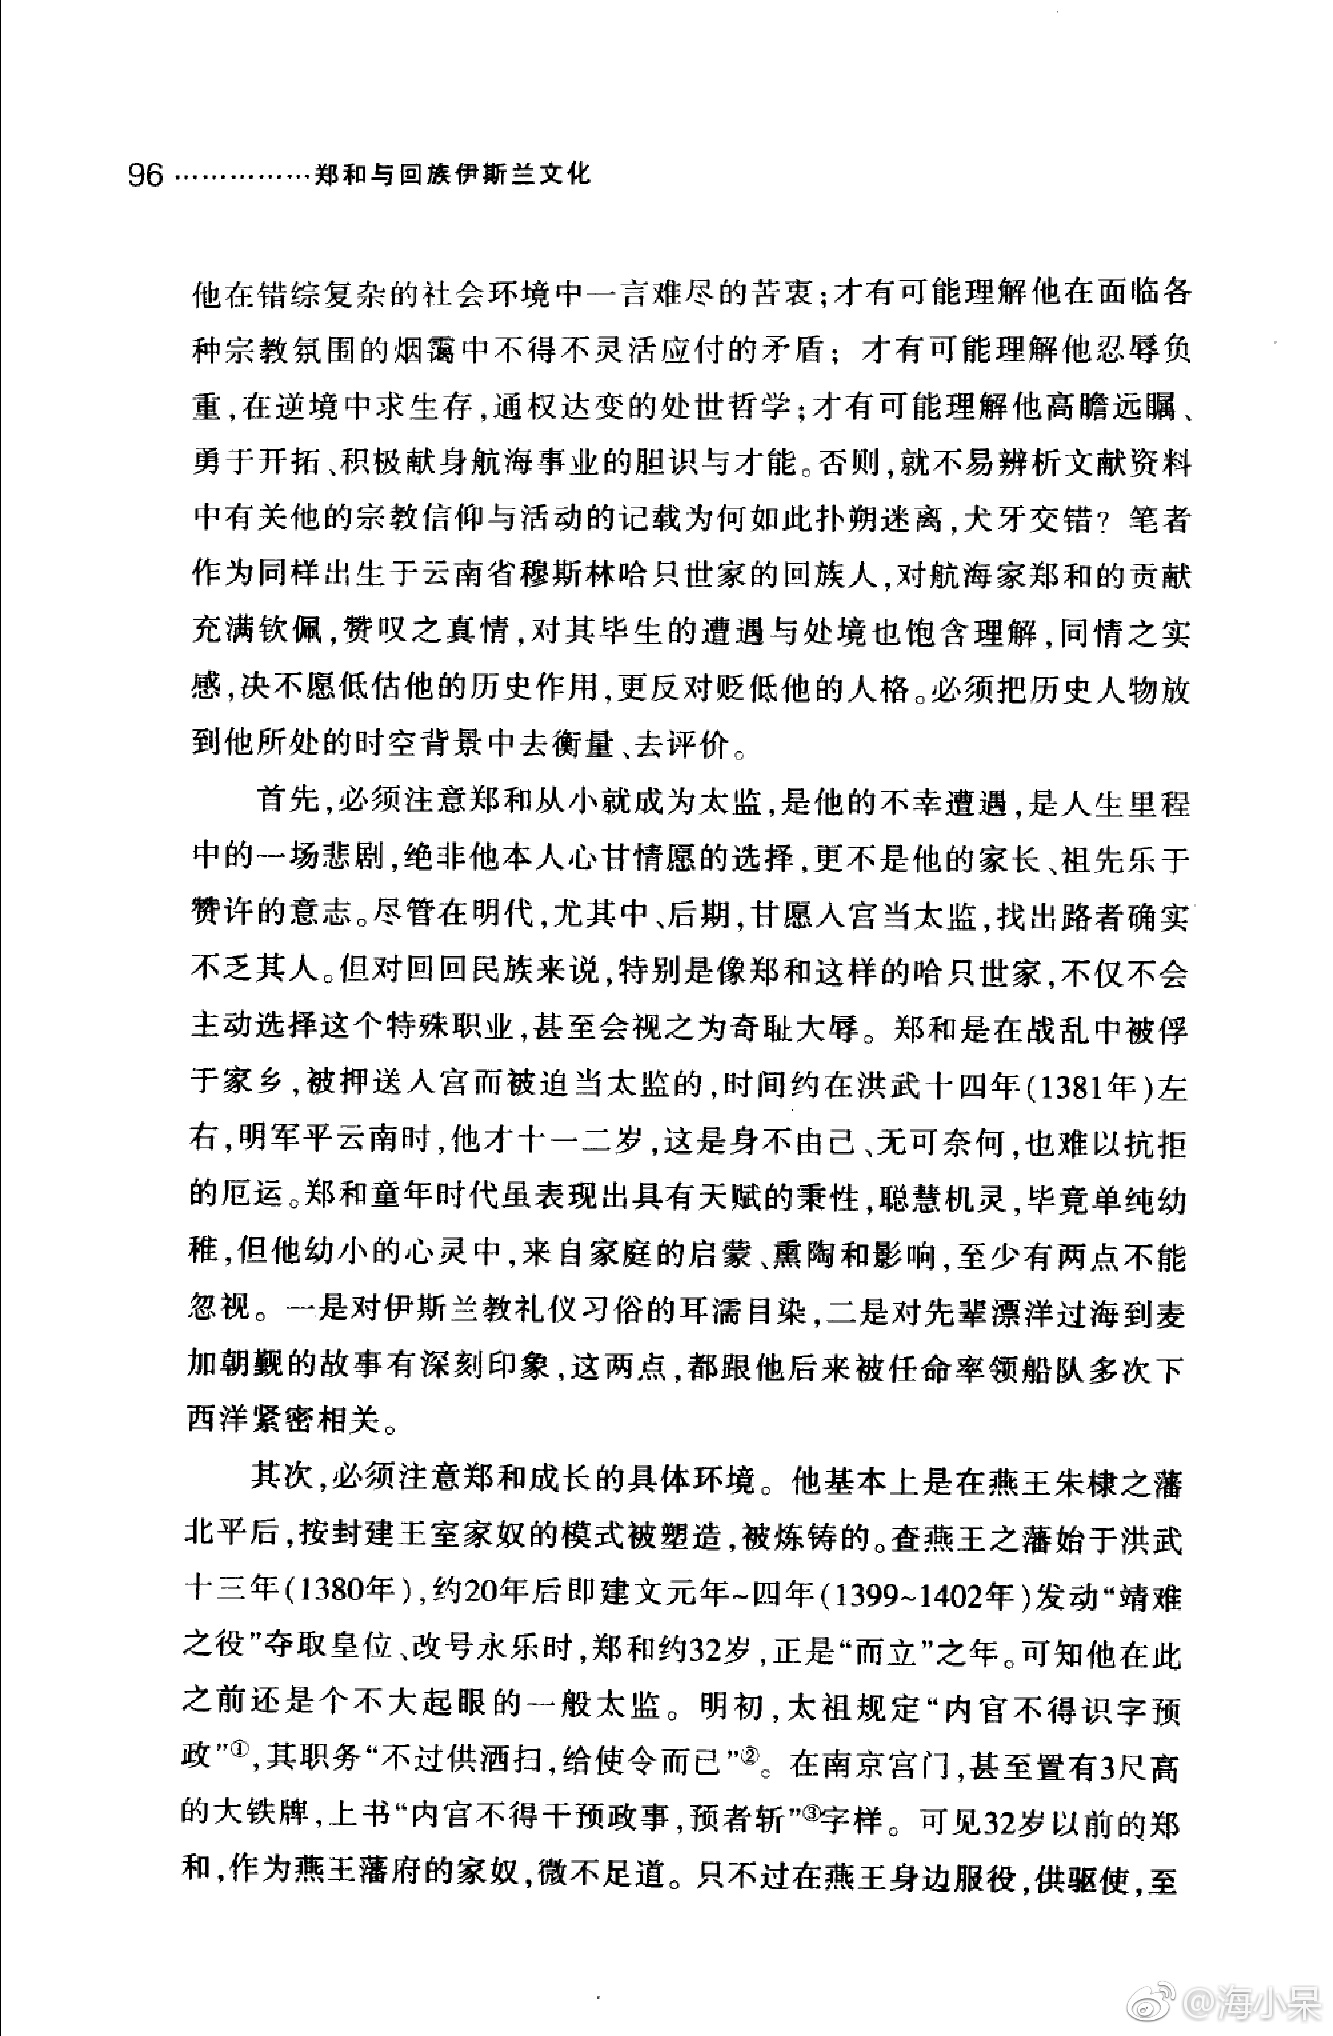 96……………郑和与回族伊斯兰文化
他在错综复杂的社会环境中一言难尽的苦衷；才有可能理解他在面临各
种宗教氛围的烟霭中不得不灵活应付的矛盾；才有可能理解他忍辱负
重，在逆境中求生存，通权达变的处世哲学；才有可能理解他高瞻远瞩、
勇于开拓、积极献身航海事业的胆识与才能。否则，就不易辨析文献资料
中有关他的宗教信仰与活动的记载为何如此扑朔迷离，犬牙交错？笔者
作为同样出生于云南省穆斯林哈只世家的回族人，对航海家郑和的贡献
充满钦佩，赞叹之真情，对其毕生的遭遇与处境也饱含理解，同情之实
感，决不愿低估他的历史作用，更反对贬低他的人格。必须把历史人物放
到他所处的时空背景中去衡量、去评价。
首先，必须注意郑和从小就成为太监，是他的不幸遭遇，是人生里程
中的一场悲剧，绝非他本人心甘情愿的选择，更不是他的家长、祖先乐于
赞许的意志。尽管在明代，尤其中、后期，甘愿入宫当太监，找出路者确实
不乏其人。但对回回民族来说，特别是像郑和这样的哈只世家，不仅不会
主动选择这个特殊职业，甚至会视之为奇耻大辱。郑和是在战乱中被俘
于家乡，被押送入宫而被迫当太监的，时间约在洪武十四年（1381年）左
右，明军平云南时，他才十一二岁，这是身不由己、无可奈何，也难以抗拒
的厄运。郑和童年时代虽表现出具有天赋的秉性，聪慧机灵，毕竟单纯幼
稚，但他幼小的心灵中，来自家庭的启蒙、熏陶和影响，至少有两点不能
忽视。一是对伊斯兰教礼仪习俗的耳濡目染，二是对先辈漂洋过海到麦
加朝觐的故事有深刻印象，这两点，都跟他后来被任命率领船队多次下
西洋紧密相关。
其次，必须注意郑和成长的具体环境。他基本上是在燕王朱棣之藩
北平后，按封建王室家奴的模式被塑造，被炼铸的。查燕王之藩始于洪武
十三年（1380年），约20年后即建文元年~四年（1399~1402年）发动“靖难
之役”夺取皇位、改号永乐时，郑和约32岁，正是“而立”之年。可知他在此
之前还是个不大起眼的一般太监。明初，太祖规定“内官不得识字预
政”①，其职务“不过供洒扫，给使令而已”②。在南京宫门，甚至置有3尺高
的大铁牌，上书“内官不得干预政事，预者斩”③字样。可见32岁以前的郑
和，作为燕王藩府的家奴，微不足道。只不过在燕王身边服役，供驱使，至
@海小呆